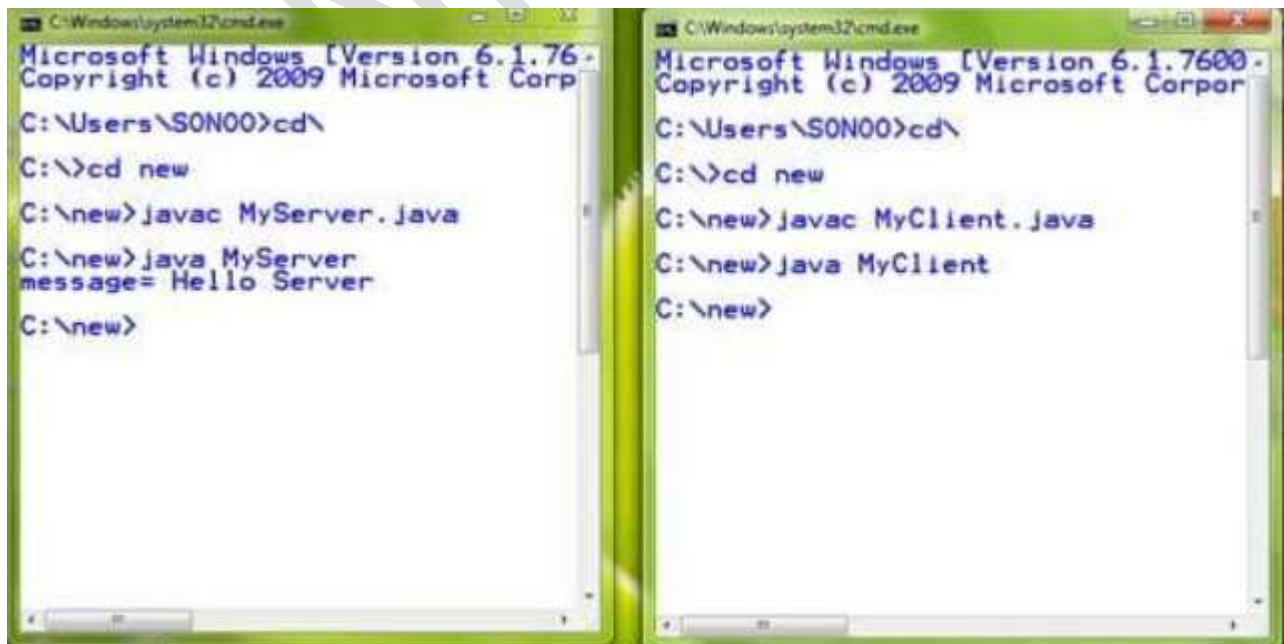 C:\Windows\system32\cmd.exe
Microsoft Windows [Version 6.1.76
Copyright (c) 2009 Microsoft Corp
C:\Users\SONOO>cd\
C:\>cd new
C:\new>javac MyServer.java
C:\new>java MyServer
message= Hello Server
C:\new>
C:\Windows\system32\cmd.exe
Microsoft Windows [Version 6.1.7600
Copyright (c) 2009 Microsoft Corpor
C:\Users\SONOO>cd\
C:\>cd new
C:\new>javac MyClient.java
C:\new>java MyClient
C:\new>